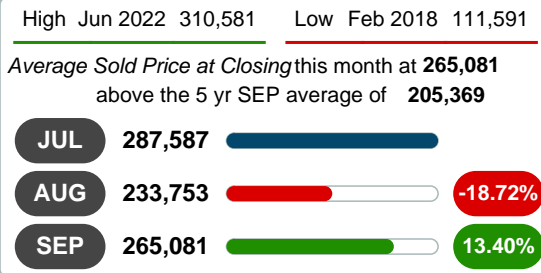 High Jun 2022 310,581 Low Feb 2018 111,591
Average Sold Price at Closing this month at 265,081
above the 5 yr SEP average of 205,369
JUL 287,587
AUG 233,753 -18.72%
SEP 265,081 13.40%